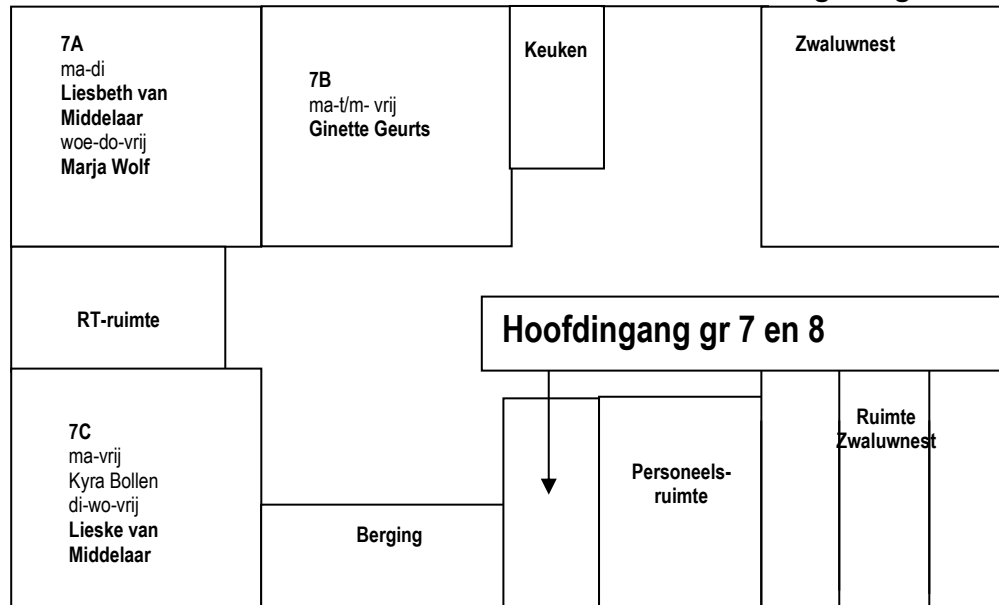 7A
ma-di
Liesbeth van
Middelaar
woe-do-vrij
Marja Wolf
7B
ma-t/m- vrij
Ginette Geurts
Keuken
Zwaluwnest
RT-ruimte
Hoofdingang gr 7 en 8
7C
ma-vrij
Kyra Bollen
di-wo-vrij
Lieske van
Middelaar
Berging
Personeels-
ruimte
Ruimte
Zwaluwnest